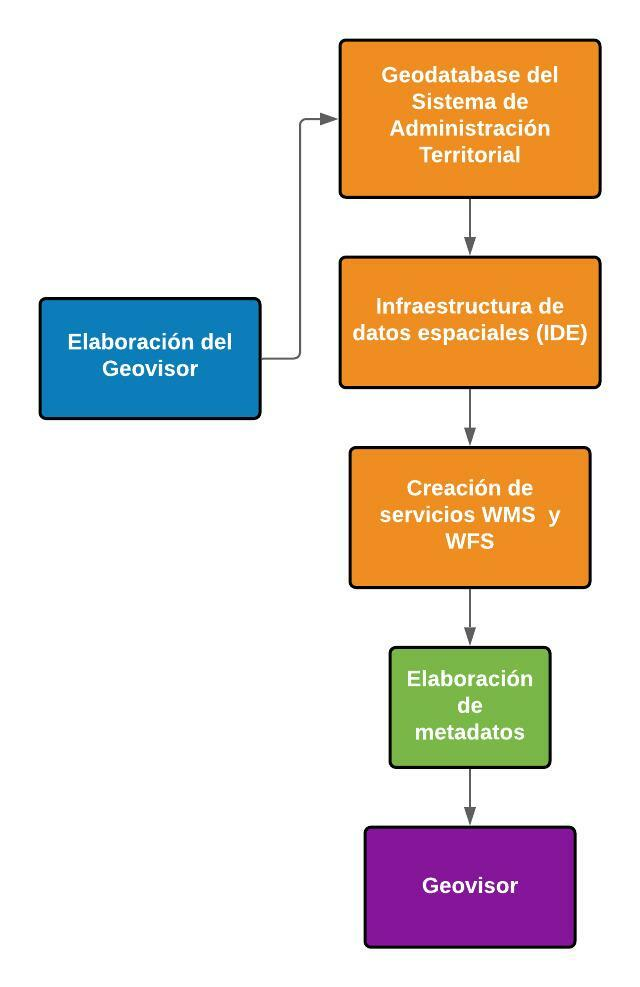 Geodatabase del
Sistema de
Administración
Territorial
Elaboración del
Geovisor
Infraestructura de
datos espaciales (IDE)
Creación de
servicios WMS  y
WFS
Elaboración
de
metadatos
Geovisor